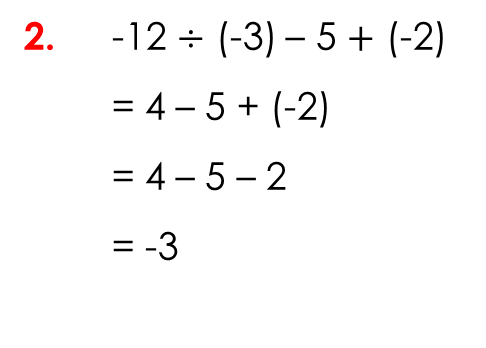 2. -12 ÷ (-3) – 5 + (-2)
= 4 – 5 + (-2)
= 4 – 5 – 2
= -3